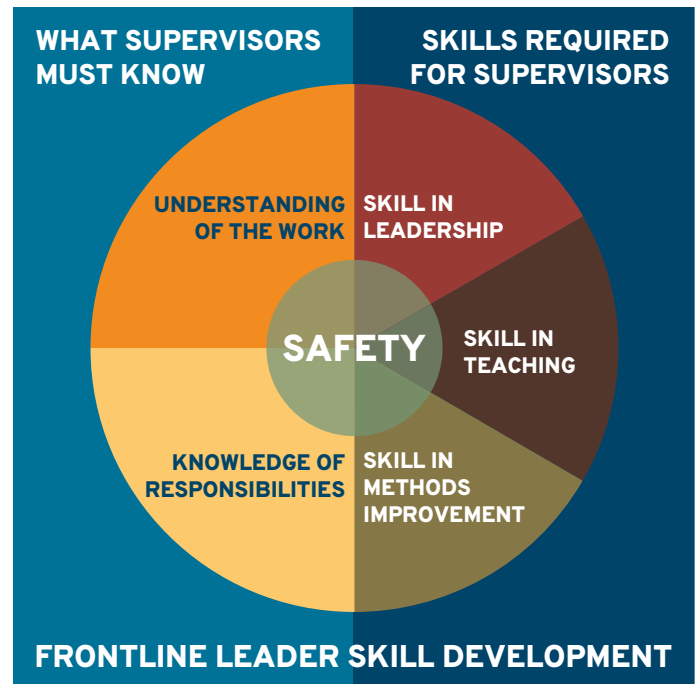 WHAT SUPERVISORS
MUST KNOW
SKILLS REQUIRED
FOR SUPERVISORS
UNDERSTANDING
OF THE WORK
SKILL IN
LEADERSHIP
SAFETY
SKILL IN
TEACHING
KNOWLEDGE OF
RESPONSIBILITIES
SKILL IN
METHODS
IMPROVEMENT
FRONTLINE LEADER SKILL DEVELOPMENT